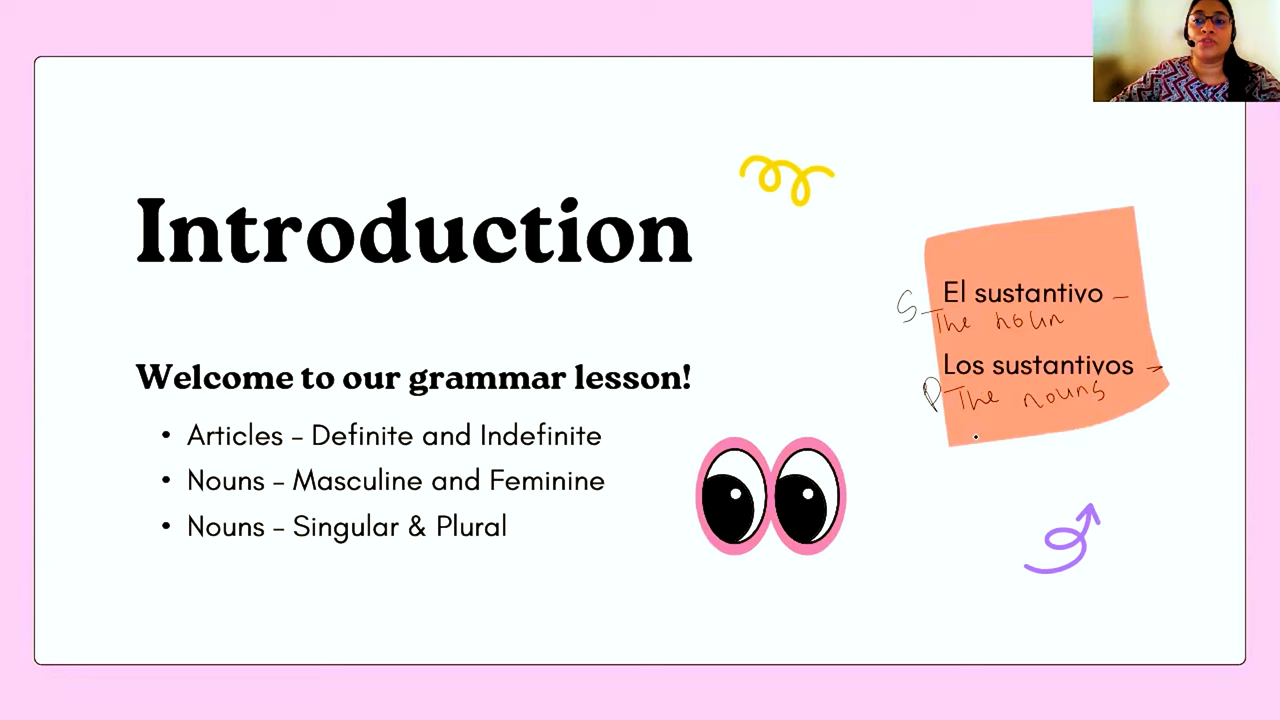 Introduction
Welcome to our grammar lesson!
• Articles – Definite and Indefinite
• Nouns – Masculine and Feminine
• Nouns – Singular & Plural
El sustantivo –
S – The noun
Los sustantivos –
P – The nouns